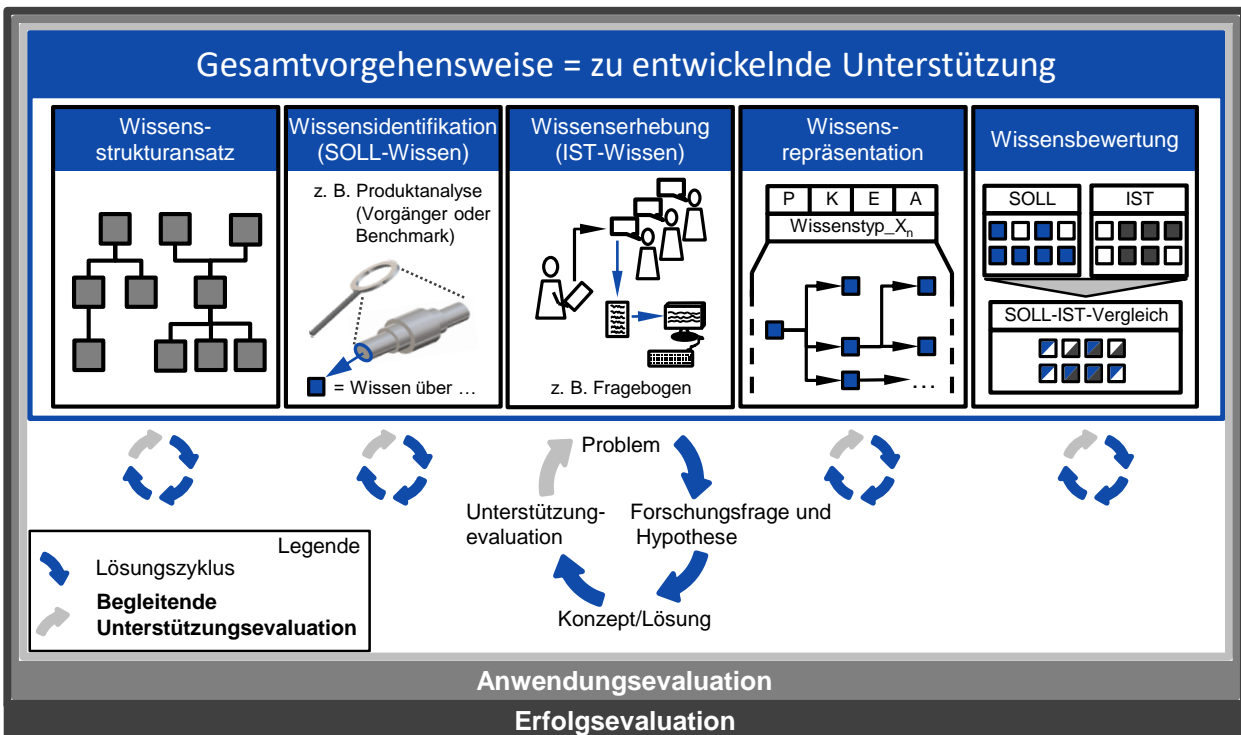 Gesamtvorgehensweise = zu entwickelnde Unterstützung
Wissens-
strukturansatz
Wissensidentifikation
(SOLL-Wissen)
z. B. Produktanalyse
(Vorgänger oder
Benchmark)
= Wissen über …
Wissenserhebung
(IST-Wissen)
z. B. Fragebogen
Wissens-
repräsentation
P K E A
Wissenstyp_Xn
…
Wissensbewertung
SOLL IST
SOLL-IST-Vergleich
Problem
Forschungsfrage und
Hypothese
Konzept/Lösung
Unterstützung-
evaluation
Legende
Lösungszyklus
Begleitende
Unterstützungsevaluation
Anwendungsevaluation
Erfolgsevaluation